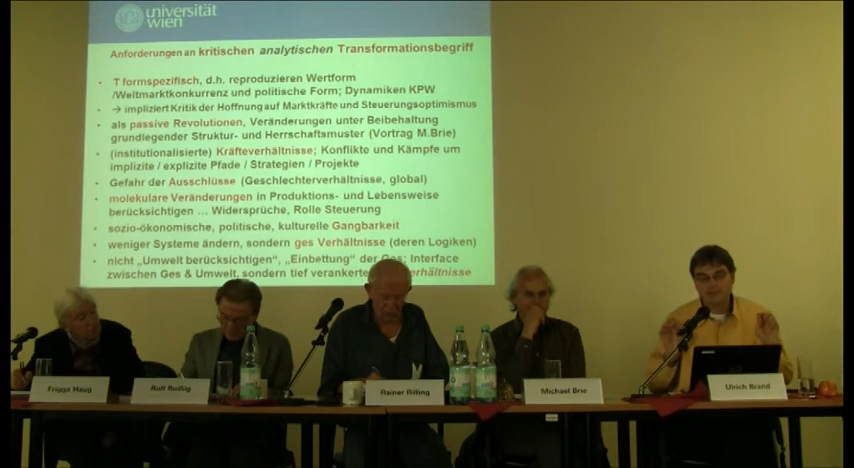 universität
wien
Anforderungen an kritischen analytischen Transformationsbegriff
• T formspezifisch, d.h. reproduzieren Wertform
/Weltmarktkonkurrenz und politische Form; Dynamiken KPW
• → impliziert Kritik der Hoffnung auf Marktkräfte und Steuerungsoptimismus
• als passive Revolutionen, Veränderungen unter Beibehaltung
grundlegender Struktur- und Herrschaftsmuster (Vortrag M.Brie)
• (institutionalisierte) Kräfteverhältnisse; Konflikte und Kämpfe um
implizite / explizite Pfade / Strategien / Projekte
• Gefahr der Ausschlüsse (Geschlechterverhältnisse, global)
• molekulare Veränderungen in Produktions- und Lebensweise
berücksichtigen ... Widersprüche, Rolle Steuerung
• sozio-ökonomische, politische, kulturelle Gangbarkeit
• weniger Systeme ändern, sondern ges Verhältnisse (deren Logiken)
• nicht „Umwelt berücksichtigen", „Einbettung" der Ges; Interface
zwischen Ges & Umwelt, sondern tief verankerte
Frigga Haug
Rolf Reißig
Rainer Rilling
Michael Brie
Ulrich Brand